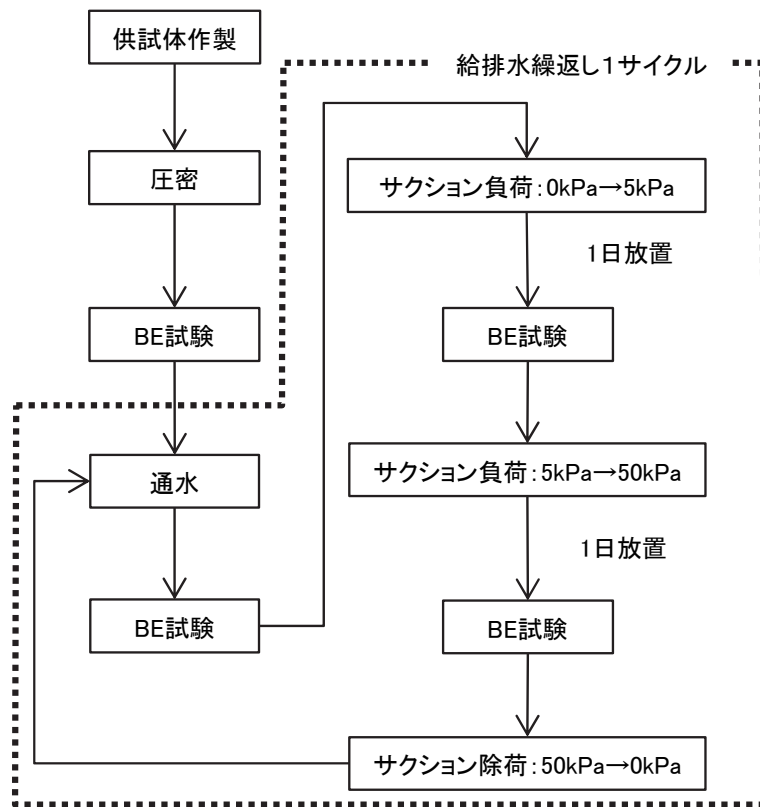 供試体作製
圧密
BE試験
給排水繰返し1サイクル
通水
BE試験
サクション負荷：0kPa→5kPa
1日放置
BE試験
サクション負荷：5kPa→50kPa
1日放置
BE試験
サクション除荷：50kPa→0kPa